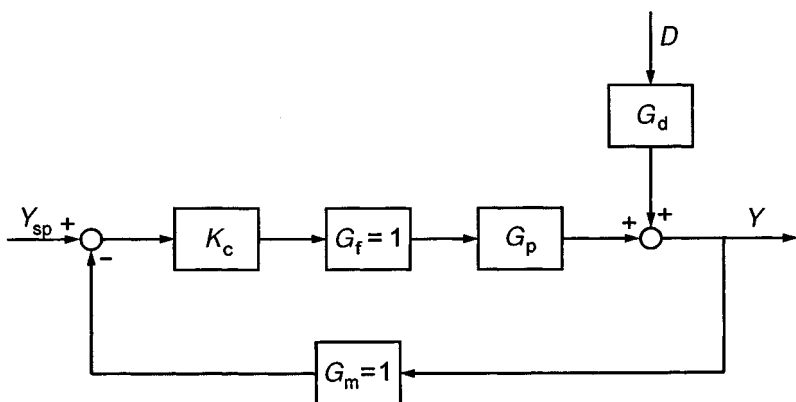 D
G_d
Y_sp + K_c G_f = 1 G_p + + Y
-
G_m = 1